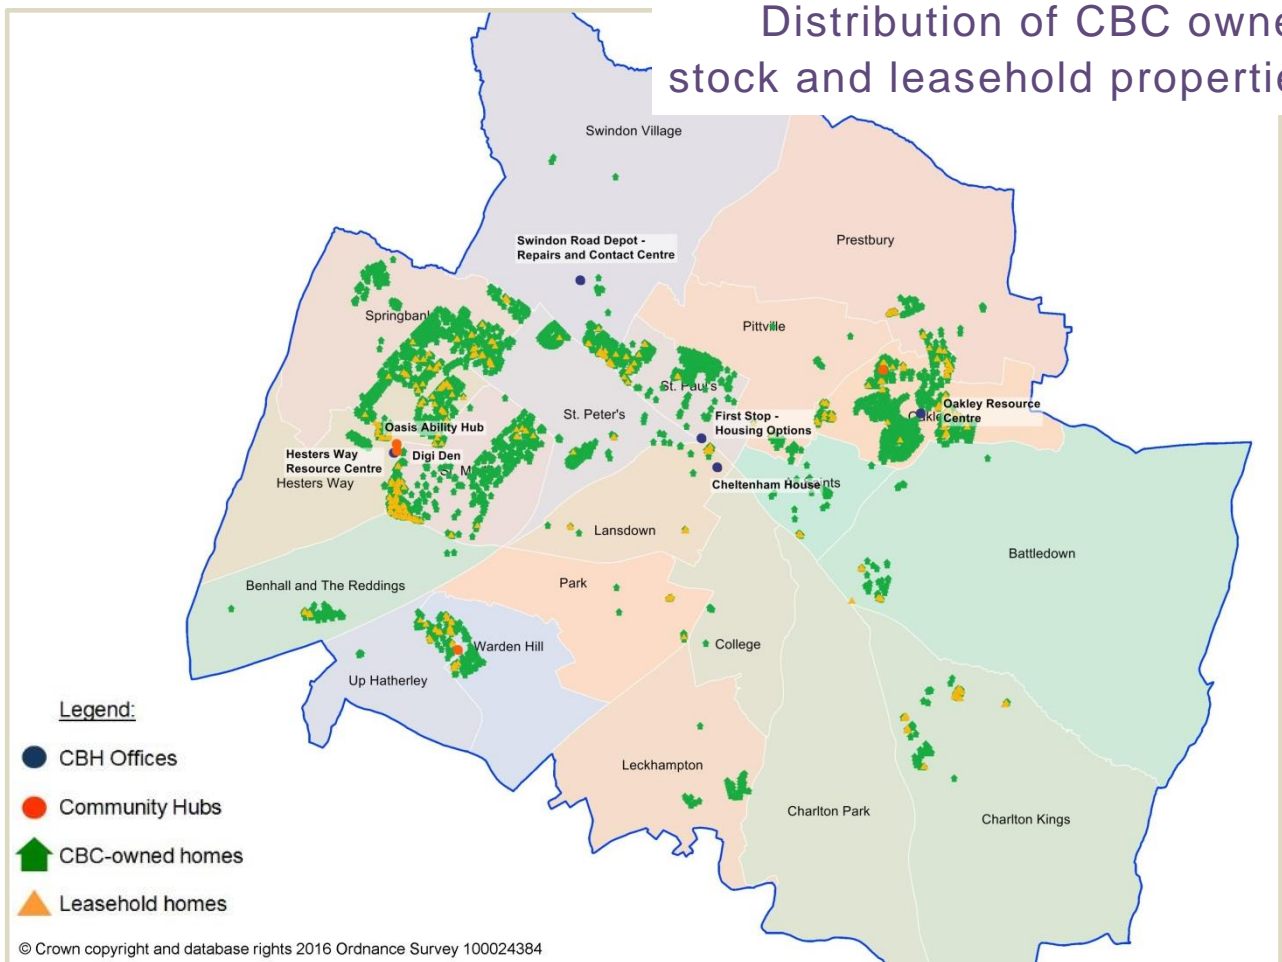 Distribution of CBC owne
stock and leasehold propertie
Swindon Village
Prestbury
Swindon Road Depot -
Repairs and Contact Centre
Springbank
Pittville
St. Paul's
St. Peter's
First Stop -
Housing Options
Oakley Resource
Centre
Oasis Ability Hub
Digi Den
Hesters Way
Resource Centre
Hesters Way
Cheltenham House
Lansdown
Battledown
Benhall and The Reddings
Park
College
Warden Hill
Up Hatherley
Leckhampton
Charlton Park
Charlton Kings
Legend:
CBH Offices
Community Hubs
CBC-owned homes
Leasehold homes
© Crown copyright and database rights 2016 Ordnance Survey 100024384